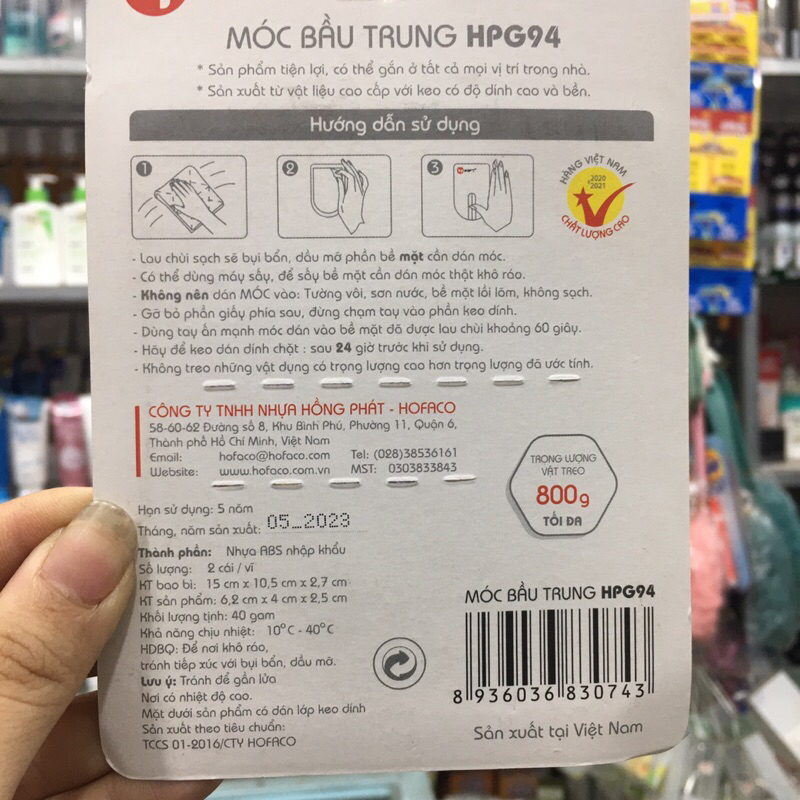 MÓC BẦU TRUNG HPG94
* Sản phẩm tiện lợi, có thể gắn ở tất cả mọi vị trí trong nhà.
* Sản xuất từ vật liệu cao cấp với keo có độ dính cao và bền.
Hướng dẫn sử dụng
1 2 3
HÀNG VIỆT NAM
2020
2021
CHẤT LƯỢNG CAO
- Lau chùi sạch sẽ bụi bẩn, dầu mỡ phần bề mặt cần dán móc.
- Có thể dùng máy sấy, để sấy bề mặt cần dán móc thật khô ráo.
- Không nên dán MÓC vào: Tường vôi, sơn nước, bề mặt lồi lõm, không sạch.
- Gỡ bỏ phần giấy phía sau, đừng chạm tay vào phần keo dính.
- Dùng tay ấn mạnh móc dán vào bề mặt đã được lau chùi khoảng 60 giây.
- Hãy để keo dán dính chặt : sau 24 giờ trước khi sử dụng.
- Không treo những vật dụng có trọng lượng cao hơn trọng lượng đã ước tính.
CÔNG TY TNHH NHỰA HỒNG PHÁT - HOFACO
58-60-62 Đường số 8, Khu Bình Phú, Phường 11, Quận 6,
Thành phố Hồ Chí Minh, Việt Nam
Email: hofaco@hofaco.com Tel: (028)38536161
Website: www.hofaco.com.vn MST: 0303833843
TRỌNG LƯỢNG
VẬT TREO
800g
TỐI ĐA
Hạn sử dụng: 5 năm
Tháng, năm sản xuất: 05_2023
Thành phần: Nhựa ABS nhập khẩu
Số lượng: 2 cái / vỉ
KT bao bì: 15 cm x 10,5 cm x 2,7 cm
KT sản phẩm: 6,2 cm x 4 cm x 2,5 cm
Khối lượng tịnh: 40 gam
Khả năng chịu nhiệt: 10°C - 40°C
HDBQ: Để nơi khô ráo,
tránh tiếp xúc với bụi bẩn, dầu mỡ.
Lưu ý: Tránh để gần lửa
Nơi có nhiệt độ cao.
Mặt dưới sản phẩm có dán lớp keo dính
Sản xuất theo tiêu chuẩn:
TCCS 01-2016/CTY HOFACO
MÓC BẦU TRUNG HPG94
8 936036 830743
Sản xuất tại Việt Nam